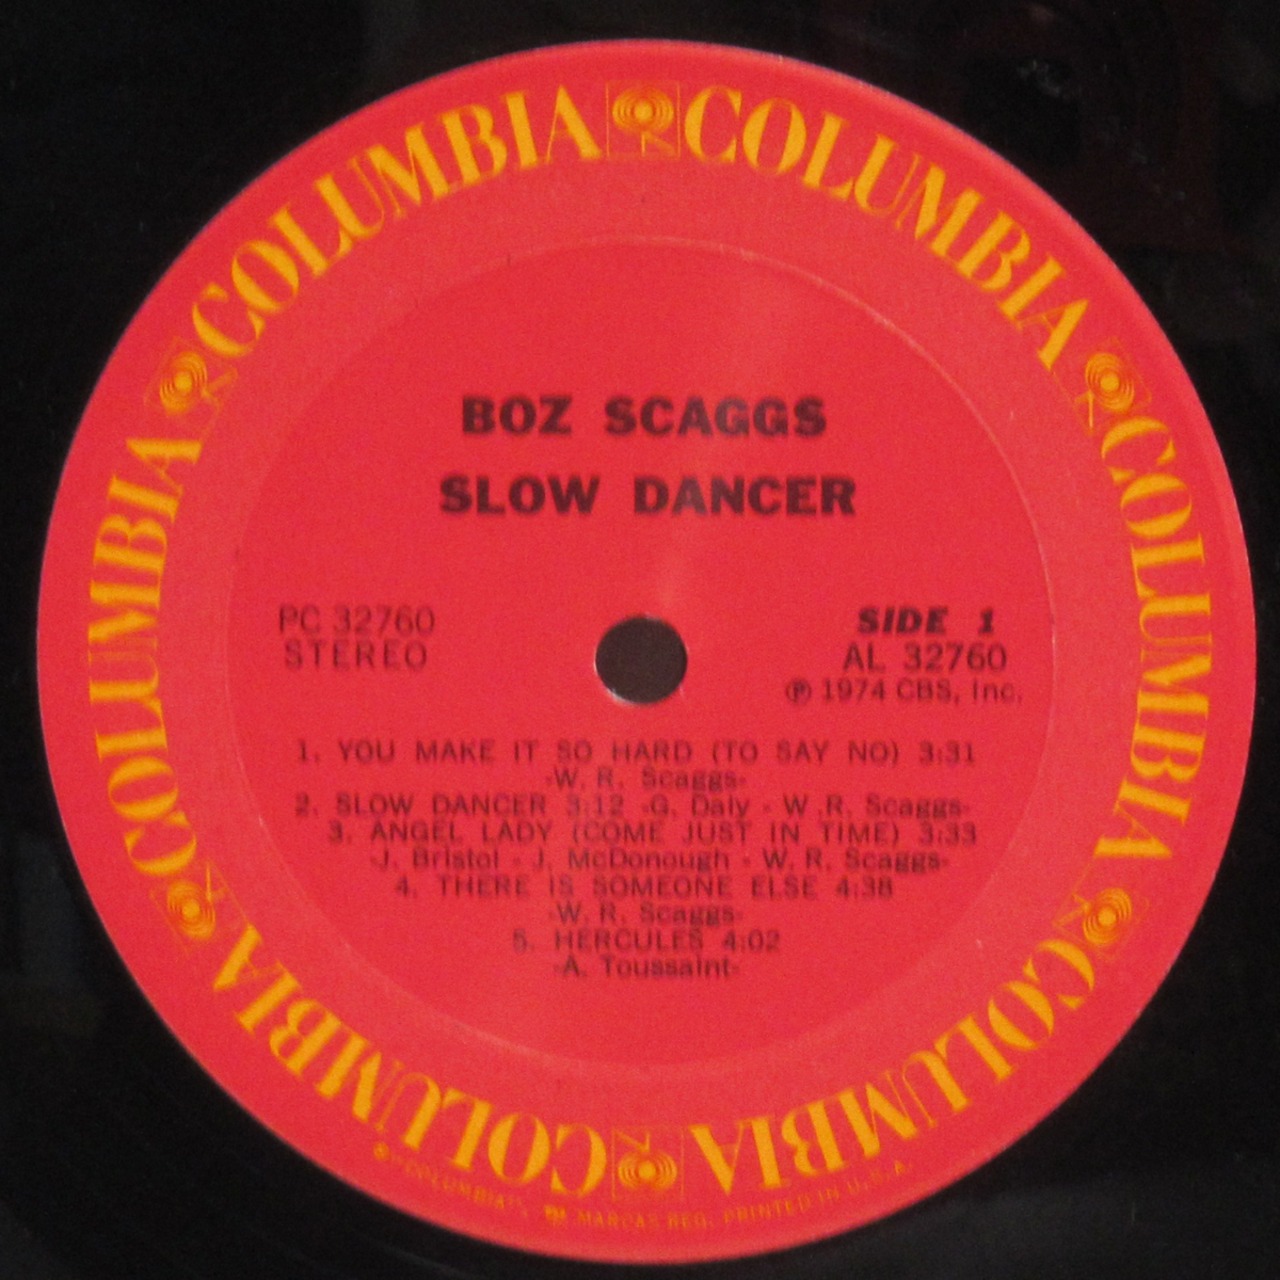 COLUMBIA COLUMBIA COLUMBIA COLUMBIA COLUMBIA COLUMBIA
BOZ SCAGGS
SLOW DANCER
PC 32760
STEREO
SIDE 1
AL 32760
℗ 1974 CBS, Inc.
1. YOU MAKE IT SO HARD (TO SAY NO) 3:31
-W. R. Scaggs-
2. SLOW DANCER 3:12 -G. Daly - W .R. Scaggs-
3. ANGEL LADY (COME JUST IN TIME) 3:33
-J. Bristol - J. McDonough - W. R. Scaggs-
4. THERE IS SOMEONE ELSE 4:38
-W. R. Scaggs-
5. HERCULES 4:02
-A. Toussaint-
"COLUMBIA", MARCAS REG. PRINTED IN U.S.A.